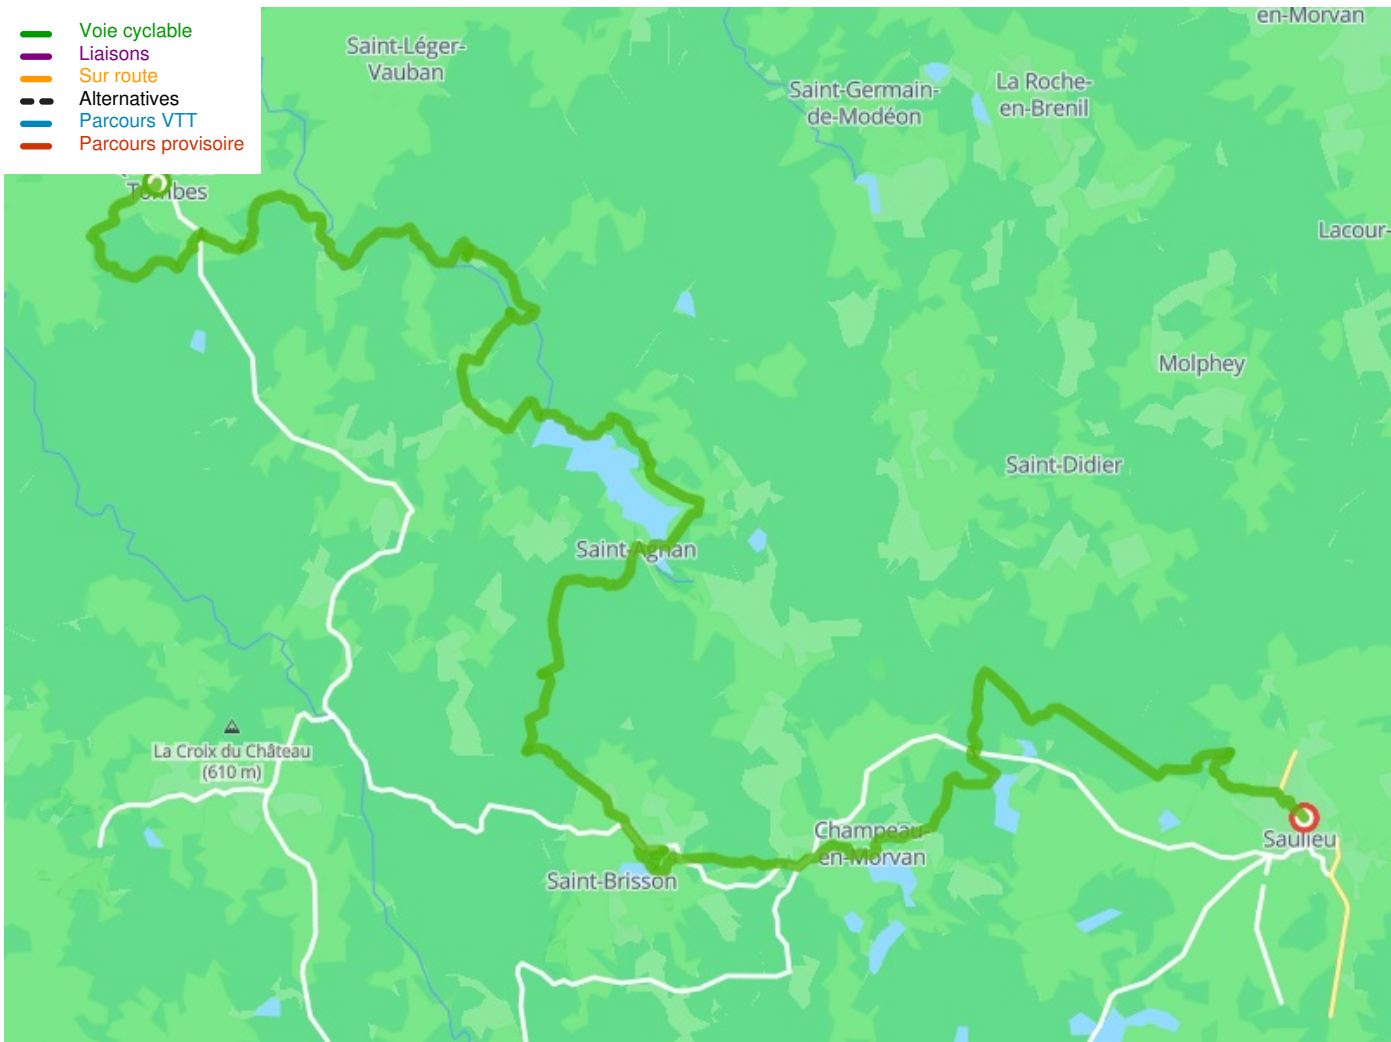 Voie cyclable
Liaisons
Sur route
Alternatives
Parcours VTT
Parcours provisoire
en-Morvan
Saint-Léger-
Vauban
Saint-Germain-
de-Modéon
La Roche-
en-Brenil
Tombes
Lacour-
Molphey
Saint-Didier
Saint-Agnan
La Croix du Château
(610 m)
Champeau-
en-Morvan
Saulieu
Saint-Brisson